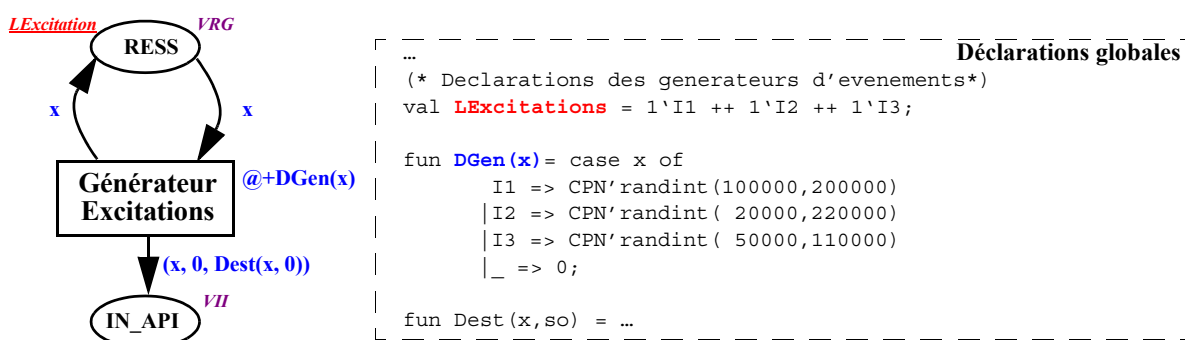 LExcitation
VRG
RESS
x
x
Générateur
Excitations
@+DGen(x)
(x, 0, Dest(x, 0))
VII
IN_API
Déclarations globales
…
(* Declarations des generateurs d’evenements*)
val LExcitations = 1‘I1 ++ 1‘I2 ++ 1‘I3;
fun DGen(x)= case x of
I1 => CPN’randint(100000,200000)
|I2 => CPN’randint( 20000,220000)
|I3 => CPN’randint( 50000,110000)
|_ => 0;
fun Dest(x,so) = …